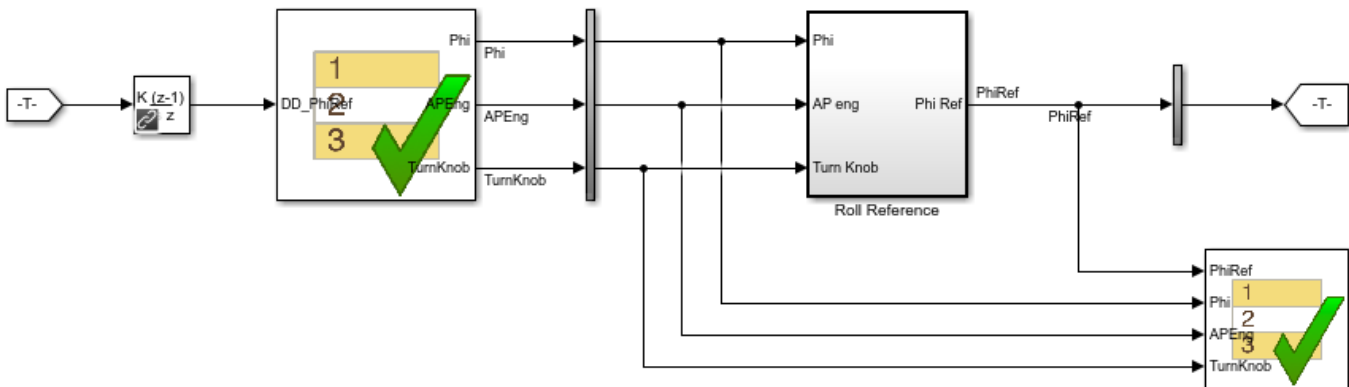 -T-
K (z-1)
z
DD_PhiRef
1
2
3
Phi
APEng
TurnKnob
Phi
APEng
TurnKnob
Phi
AP eng
Turn Knob
Phi Ref
Roll Reference
PhiRef
PhiRef
-T-
PhiRef
Phi
APEng
TurnKnob
1
2
3